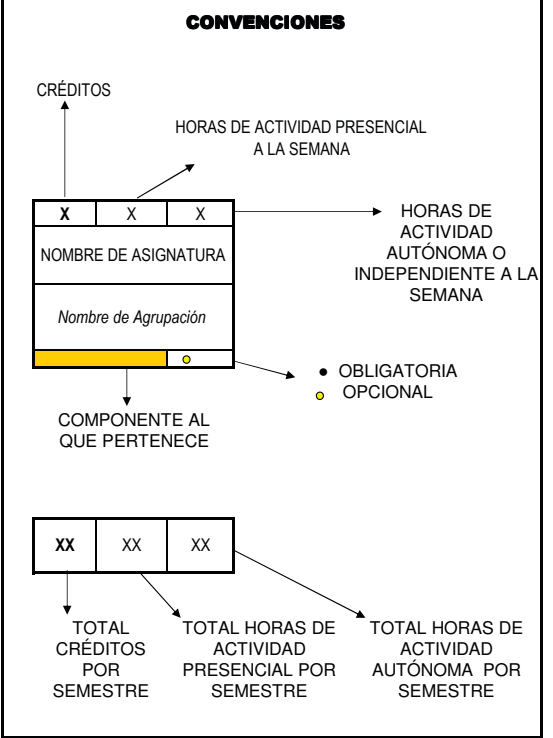 CONVENCIONES
CRÉDITOS
HORAS DE ACTIVIDAD PRESENCIAL
A LA SEMANA
X X X
HORAS DE
ACTIVIDAD
AUTÓNOMA O
INDEPENDIENTE A LA
SEMANA
NOMBRE DE ASIGNATURA
Nombre de Agrupación
● OBLIGATORIA
○ OPCIONAL
COMPONENTE AL
QUE PERTENECE
XX XX XX
TOTAL
CRÉDITOS
POR
SEMESTRE
TOTAL HORAS DE
ACTIVIDAD
PRESENCIAL POR
SEMESTRE
TOTAL HORAS DE
ACTIVIDAD
AUTÓNOMA POR
SEMESTRE